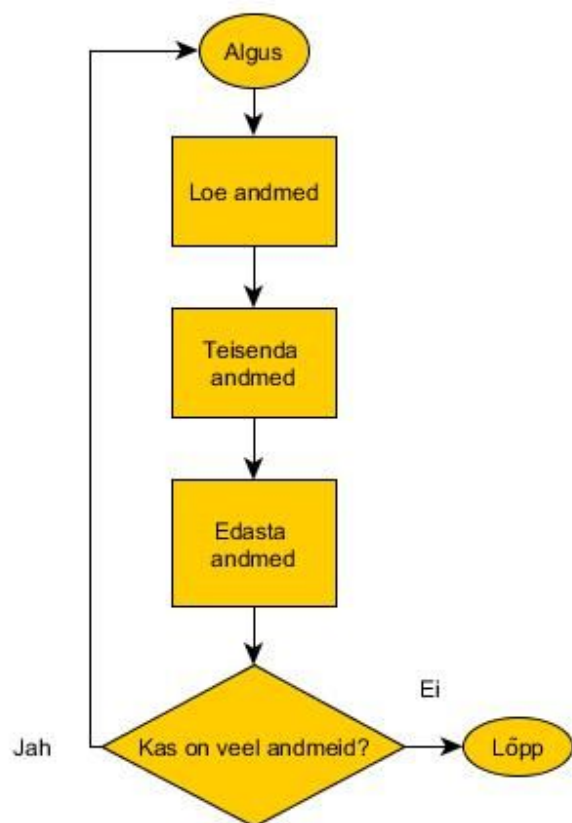 Algus
Loe andmed
Teisenda
andmed
Edasta
andmed
Ei
Jah
Kas on veel andmeid?
Lõpp